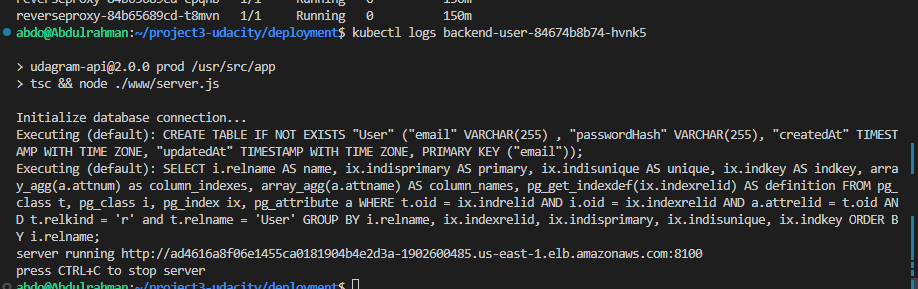 reverseproxy-84b65689cd-epqnb   1/1     Running   0          150m
reverseproxy-84b65689cd-t8mvn   1/1     Running   0          150m
abdo@Abdulrahman:~/project3-udacity/deployment$ kubectl logs backend-user-84674b8b74-hvnk5
> udagram-api@2.0.0 prod /usr/src/app
> tsc && node ./www/server.js
Initialize database connection...
Executing (default): CREATE TABLE IF NOT EXISTS "User" ("email" VARCHAR(255) , "passwordHash" VARCHAR(255), "createdAt" TIMEST
AMP WITH TIME ZONE, "updatedAt" TIMESTAMP WITH TIME ZONE, PRIMARY KEY ("email"));
Executing (default): SELECT i.relname AS name, ix.indisprimary AS primary, ix.indisunique AS unique, ix.indkey AS indkey, arra
y_agg(a.attnum) as column_indexes, array_agg(a.attname) AS column_names, pg_get_indexdef(ix.indexrelid) AS definition FROM pg_
class t, pg_class i, pg_index ix, pg_attribute a WHERE t.oid = ix.indrelid AND i.oid = ix.indexrelid AND a.attrelid = t.oid AN
D t.relkind = 'r' and t.relname = 'User' GROUP BY i.relname, ix.indexrelid, ix.indisprimary, ix.indisunique, ix.indkey ORDER B
Y i.relname;
server running http://ad4616a8f06e1455ca0181904b4e2d3a-1902600485.us-east-1.elb.amazonaws.com:8100
press CTRL+C to stop server
abdo@Abdulrahman:~/project3-udacity/deployment$